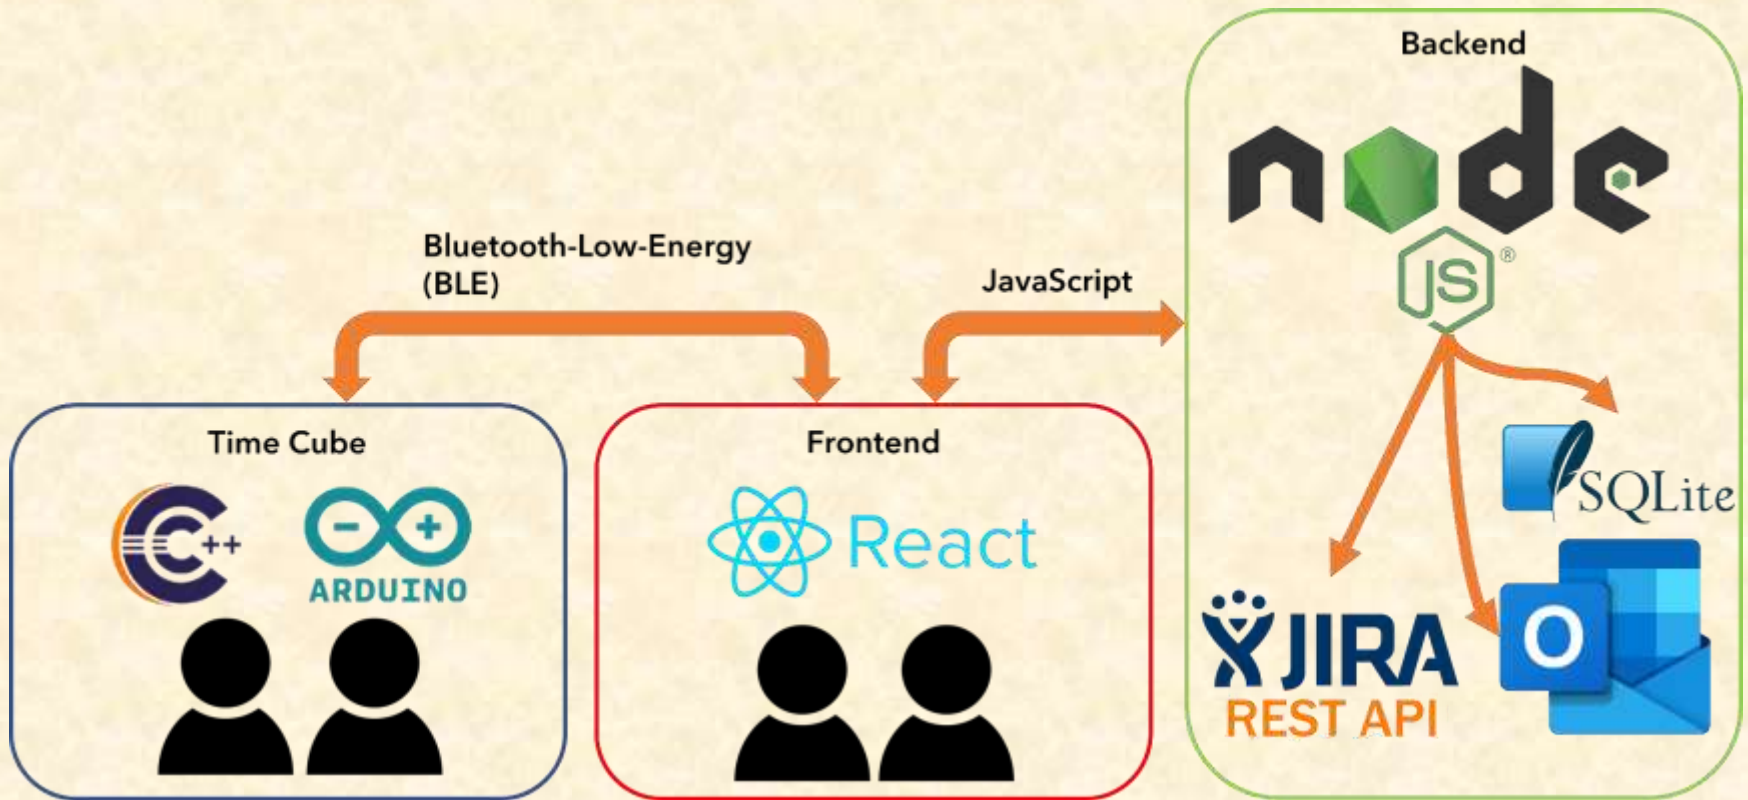 Backend
node
JS
®
Bluetooth-Low-Energy
(BLE)
JavaScript
Time Cube
C++
- +
ARDUINO
Frontend
React
SQLite
JIRA
REST API
O